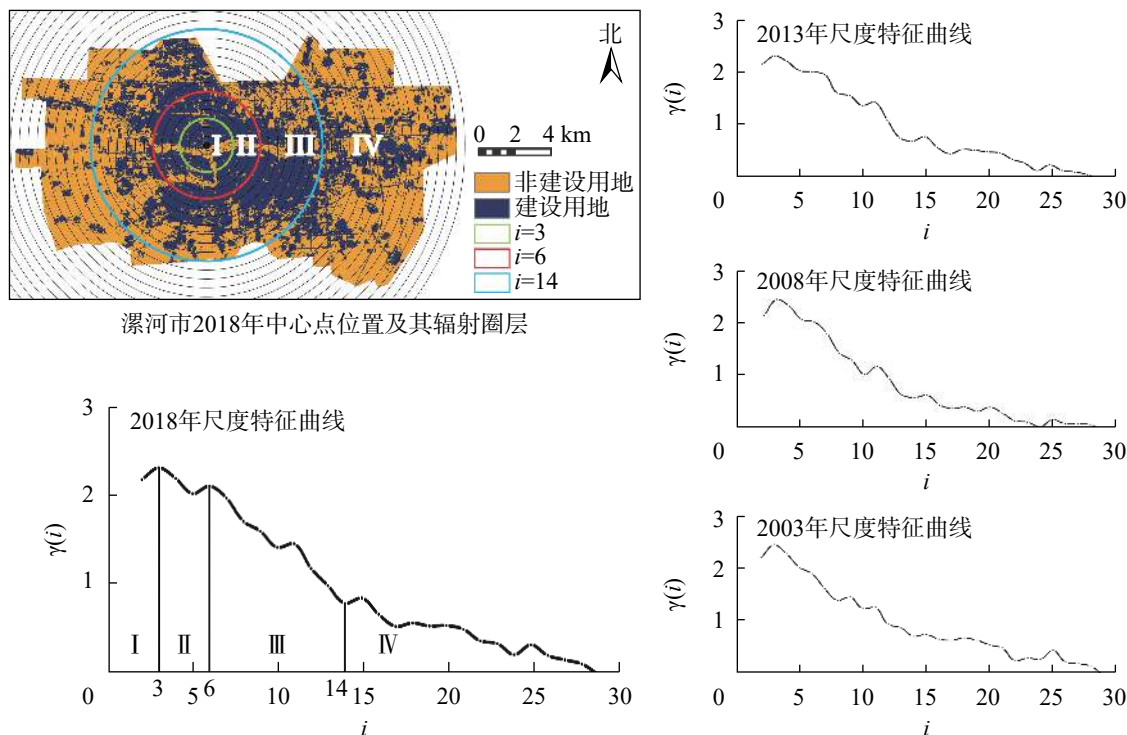 北
I II III IV
0 2 4 km
非建设用地
建设用地
i=3
i=6
i=14
漯河市2018年中心点位置及其辐射圈层
2018年尺度特征曲线
3
2
1
γ(i)
I II III IV
0 3 5 6 10 14 15 20 25 30
i
2013年尺度特征曲线
3
2
1
γ(i)
0 5 10 15 20 25 30
i
2008年尺度特征曲线
3
2
1
γ(i)
0 5 10 15 20 25 30
i
2003年尺度特征曲线
3
2
1
γ(i)
0 5 10 15 20 25 30
i